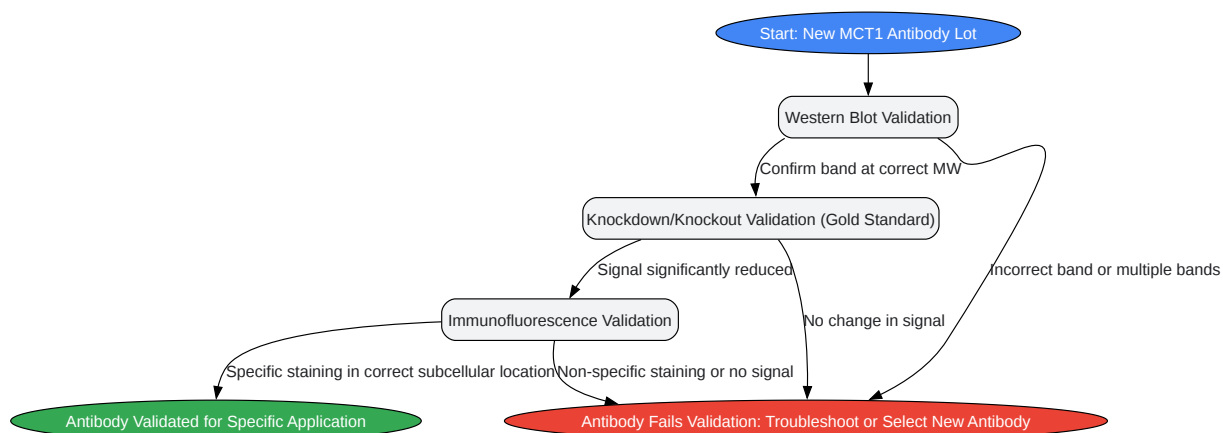 Start: New MCT1 Antibody Lot
Western Blot Validation
Confirm band at correct MW
Knockdown/Knockout Validation (Gold Standard)
Signal significantly reduced
Incorrect band or multiple bands
Immunofluorescence Validation
No change in signal
Specific staining in correct subcellular location
Non-specific staining or no signal
Antibody Validated for Specific Application
Antibody Fails Validation: Troubleshoot or Select New Antibody